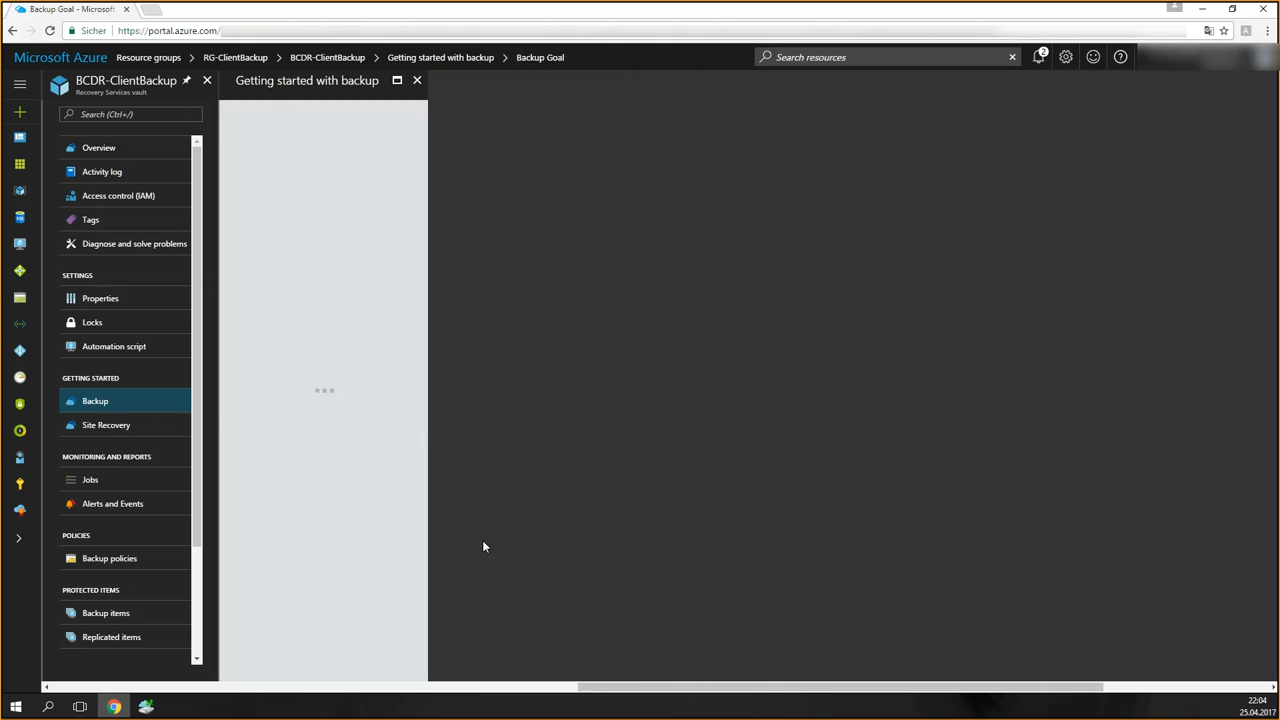 Backup Goal - Microsoft
Sicher
https://portal.azure.com/
Microsoft Azure
Resource groups
RG-ClientBackup
BCDR-ClientBackup
Getting started with backup
Backup Goal
Search resources
2
BCDR-ClientBackup
Recovery Services vault
Getting started with backup
Search (Ctrl+/)
Overview
Activity log
Access control (IAM)
Tags
Diagnose and solve problems
SETTINGS
Properties
Locks
Automation script
GETTING STARTED
Backup
Site Recovery
MONITORING AND REPORTS
Jobs
Alerts and Events
POLICIES
Backup policies
PROTECTED ITEMS
Backup items
Replicated items
22:04
25.04.2017